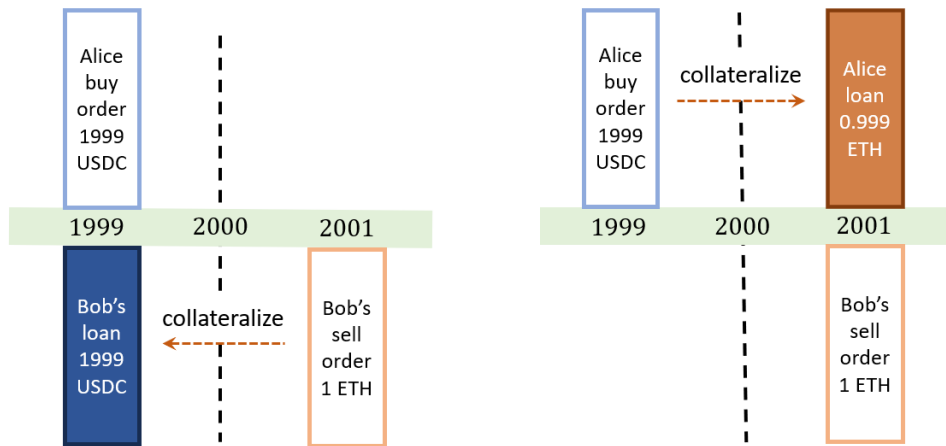 Alice
buy
order
1999
USDC
1999
2000
2001
Bob's
loan
1999
USDC
collateralize
Bob's
sell
order
1 ETH
Alice
buy
order
1999
USDC
collateralize
Alice
loan
0.999
ETH
1999
2000
2001
Bob's
sell
order
1 ETH